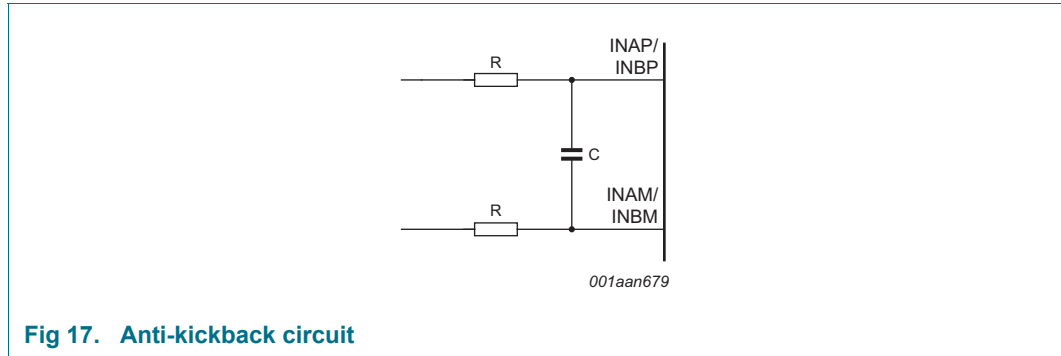 INAP/
INBP
R
C
INAM/
INBM
R
001aan679
Fig 17. Anti-kickback circuit